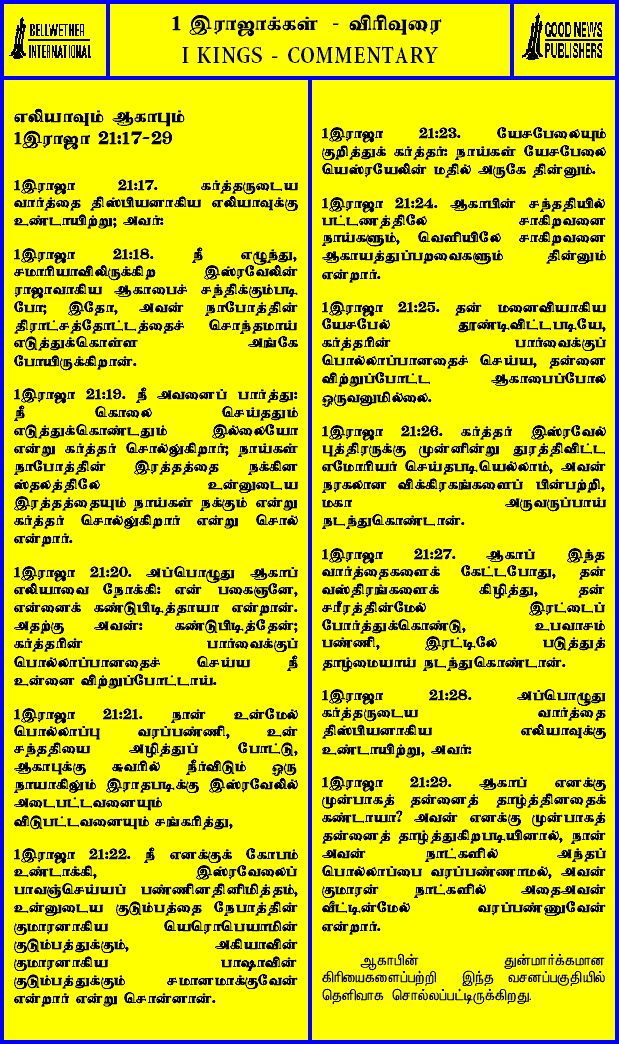 BELLWETHER
INTERNATIONAL
1 இராஜாக்கள் - விரிவுரை
I KINGS - COMMENTARY
GOOD NEWS
PUBLISHERS
எலியாவும் ஆகாபும்
1இராஜா 21:17-29
1இராஜா 21:17. கர்த்தருடைய
வார்த்தை திஸ்பியனாகிய எலியாவுக்கு
உண்டாயிற்று; அவர்:
1இராஜா 21:18. நீ எழுந்து,
சமாரியாவிலிருக்கிற இஸ்ரவேலின்
ராஜாவாகிய ஆகாபைச் சந்திக்கும்படி
போ; இதோ, அவன் நாபோத்தின்
திராட்சத்தோட்டத்தைச் சொந்தமாய்
எடுத்துக்கொள்ள அங்கே
போயிருக்கிறான்.
1இராஜா 21:19. நீ அவனைப் பார்த்து:
நீ கொலை செய்ததும்
எடுத்துக்கொண்டதும் இல்லையோ
என்று கர்த்தர் சொல்லுகிறார்; நாய்கள்
நாபோத்தின் இரத்தத்தை நக்கின
ஸ்தலத்திலே உன்னுடைய
இரத்தத்தையும் நாய்கள் நக்கும் என்று
கர்த்தர் சொல்லுகிறார் என்று சொல்
என்றார்.
1இராஜா 21:20. அப்பொழுது ஆகாப்
எலியாவை நோக்கி: என் பகைஞனே,
என்னைக் கண்டுபிடித்தாயா என்றான்.
அதற்கு அவன்: கண்டுபிடித்தேன்;
கர்த்தரின் பார்வைக்குப்
பொல்லாப்பானதைச் செய்ய நீ
உன்னை விற்றுப்போட்டாய்.
1இராஜா 21:21. நான் உன்மேல்
பொல்லாப்பு வரப்பண்ணி, உன்
சந்ததியை அழித்துப் போட்டு,
ஆகாபுக்கு சுவரில் நீர்விடும் ஒரு
நாயாகிலும் இராதபடிக்கு இஸ்ரவேலில்
அடைபட்டவனையும்
விடுபட்டவனையும் சங்கரித்து,
1இராஜா 21:22. நீ எனக்குக் கோபம்
உண்டாக்கி, இஸ்ரவேலைப்
பாவஞ்செய்யப் பண்ணினதினிமித்தம்,
உன்னுடைய குடும்பத்தை நேபாத்தின்
குமாரனாகிய யெரொபெயாமின்
குடும்பத்துக்கும், அகியாவின்
குமாரனாகிய பாஷாவின்
குடும்பத்துக்கும் சமானமாக்குவேன்
என்றார் என்று சொன்னான்.
1இராஜா 21:23. யேசபேலையும்
குறித்துக் கர்த்தர்: நாய்கள் யேசபேலை
யெஸ்ரயேலின் மதில் அருகே தின்னும்.
1இராஜா 21:24. ஆகாபின் சந்ததியில்
பட்டணத்திலே சாகிறவனை
நாய்களும், வெளியிலே சாகிறவனை
ஆகாயத்துப்பறவைகளும் தின்னும்
என்றார்.
1இராஜா 21:25. தன் மனைவியாகிய
யேசபேல் தூண்டிவிட்டபடியே,
கர்த்தரின் பார்வைக்குப்
பொல்லாப்பானதைச் செய்ய, தன்னை
விற்றுப்போட்ட ஆகாபைப்போல
ஒருவனுமில்லை.
1இராஜா 21:26. கர்த்தர் இஸ்ரவேல்
புத்திரருக்கு முன்னின்று துரத்திவிட்ட
எமோரியர் செய்தபடியெல்லாம், அவன்
நரகலான விக்கிரகங்களைப் பின்பற்றி,
மகா அருவருப்பாய்
நடந்துகொண்டான்.
1இராஜா 21:27. ஆகாப் இந்த
வார்த்தைகளைக் கேட்டபோது, தன்
வஸ்திரங்களைக் கிழித்து, தன்
சரீரத்தின்மேல் இரட்டைப்
போர்த்துக்கொண்டு, உபவாசம்
பண்ணி, இரட்டிலே படுத்துத்
தாழ்மையாய் நடந்துகொண்டான்.
1இராஜா 21:28. அப்பொழுது
கர்த்தருடைய வார்த்தை
திஸ்பியனாகிய எலியாவுக்கு
உண்டாயிற்று, அவர்:
1இராஜா 21:29. ஆகாப் எனக்கு
முன்பாகத் தன்னைத் தாழ்த்தினதைக்
கண்டாயா? அவன் எனக்கு முன்பாகத்
தன்னைத் தாழ்த்துகிறபடியினால், நான்
அவன் நாட்களில் அந்தப்
பொல்லாப்பை வரப்பண்ணாமல், அவன்
குமாரன் நாட்களில் அதைஅவன்
வீட்டின்மேல் வரப்பண்ணுவேன்
என்றார்.
ஆகாபின் துன்மார்க்கமான
கிரியைகளைப்பற்றி இந்த வசனப்பகுதியில்
தெளிவாக சொல்லப்பட்டிருக்கிறது.